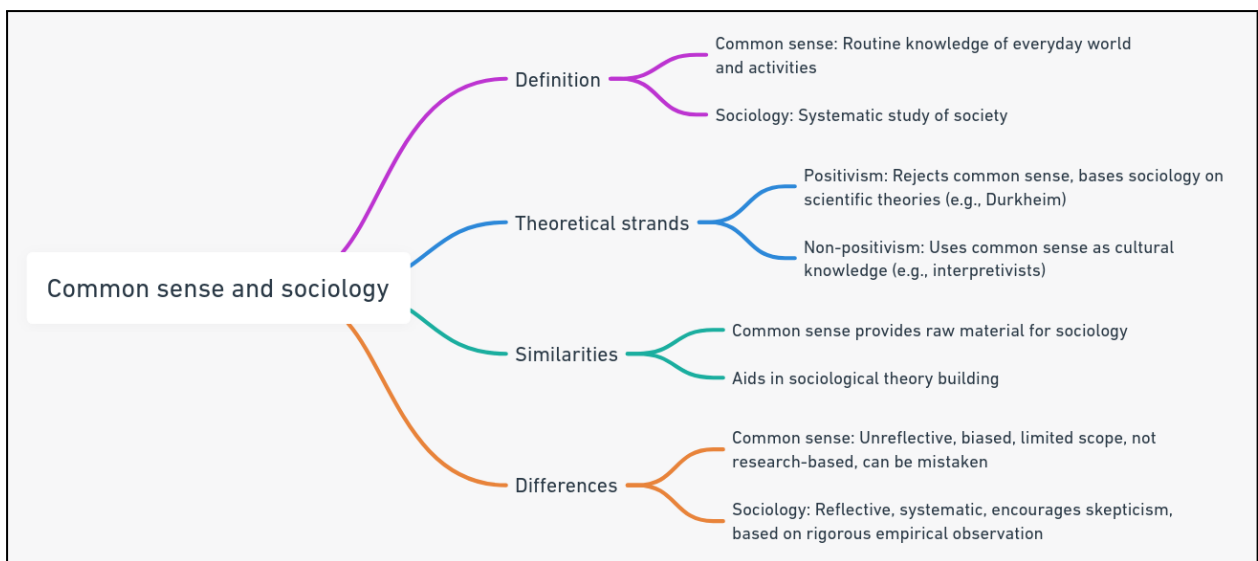 Common sense and sociology
Definition
Common sense: Routine knowledge of everyday world
and activities
Sociology: Systematic study of society
Theoretical strands
Positivism: Rejects common sense, bases sociology on
scientific theories (e.g., Durkheim)
Non-positivism: Uses common sense as cultural
knowledge (e.g., interpretivists)
Similarities
Common sense provides raw material for sociology
Aids in sociological theory building
Differences
Common sense: Unreflective, biased, limited scope, not
research-based, can be mistaken
Sociology: Reflective, systematic, encourages skepticism,
based on rigorous empirical observation